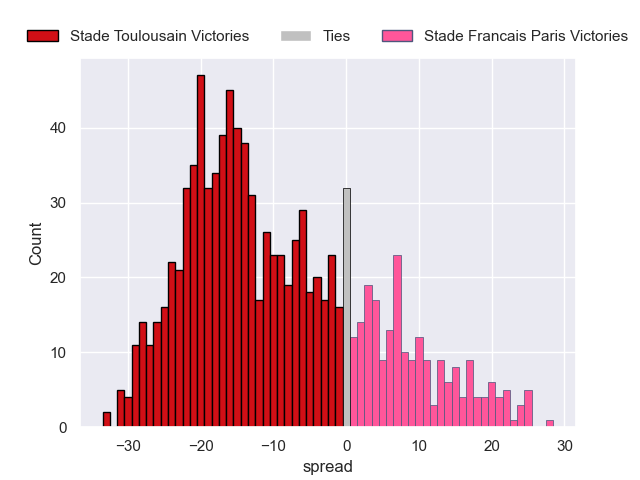 Stade Toulousain Victories Ties Stade Francais Paris Victories
Count
40
30
20
10
0
−30 −20 −10 0 10 20 30
spread